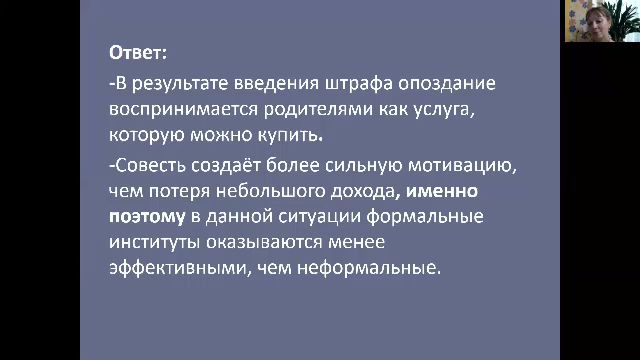 Ответ:
-В результате введения штрафа опоздание
воспринимается родителями как услуга,
которую можно купить.
-Совесть создаёт более сильную мотивацию,
чем потеря небольшого дохода, именно
поэтому в данной ситуации формальные
институты оказываются менее
эффективными, чем неформальные.